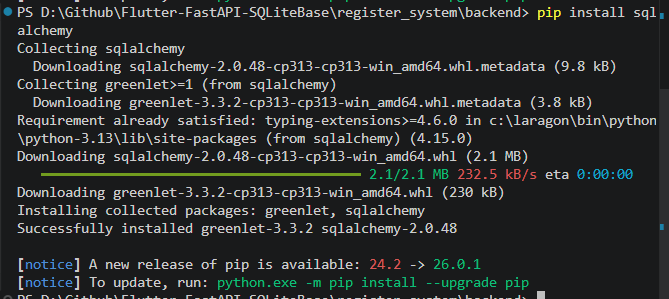 PS D:\Github\Flutter-FastAPI-SQLiteBase\register_system\backend> pip install sql
alchemy
Collecting sqlalchemy
  Downloading sqlalchemy-2.0.48-cp313-cp313-win_amd64.whl.metadata (9.8 kB)
Collecting greenlet>=1 (from sqlalchemy)
  Downloading greenlet-3.3.2-cp313-cp313-win_amd64.whl.metadata (3.8 kB)
Requirement already satisfied: typing-extensions>=4.6.0 in c:\laragon\bin\python
\python-3.13\lib\site-packages (from sqlalchemy) (4.15.0)
Downloading sqlalchemy-2.0.48-cp313-cp313-win_amd64.whl (2.1 MB)
2.1/2.1 MB 232.5 kB/s eta 0:00:00
Downloading greenlet-3.3.2-cp313-cp313-win_amd64.whl (230 kB)
Installing collected packages: greenlet, sqlalchemy
Successfully installed greenlet-3.3.2 sqlalchemy-2.0.48
[notice] A new release of pip is available: 24.2 -> 26.0.1
[notice] To update, run: python.exe -m pip install --upgrade pip
PS D:\Github\Flutter-FastAPI-SQLiteBase\register_system\backend>